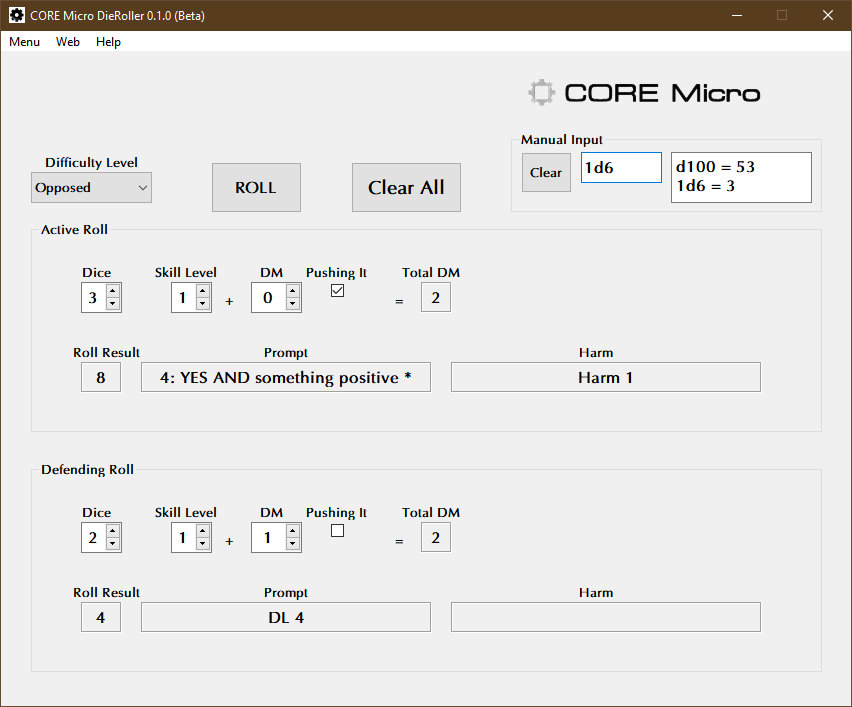 CORE Micro DieRoller 0.1.0 (Beta)
Menu Web Help
CORE Micro
Manual Input
Clear
1d6
d100 = 53
1d6 = 3
Difficulty Level
Opposed
ROLL
Clear All
Active Roll
Dice Skill Level DM Pushing It Total DM
3 1 + 0 = 2
Roll Result Prompt Harm
8 4: YES AND something positive * Harm 1
Defending Roll
Dice Skill Level DM Pushing It Total DM
2 1 + 1 = 2
Roll Result Prompt Harm
4 DL 4